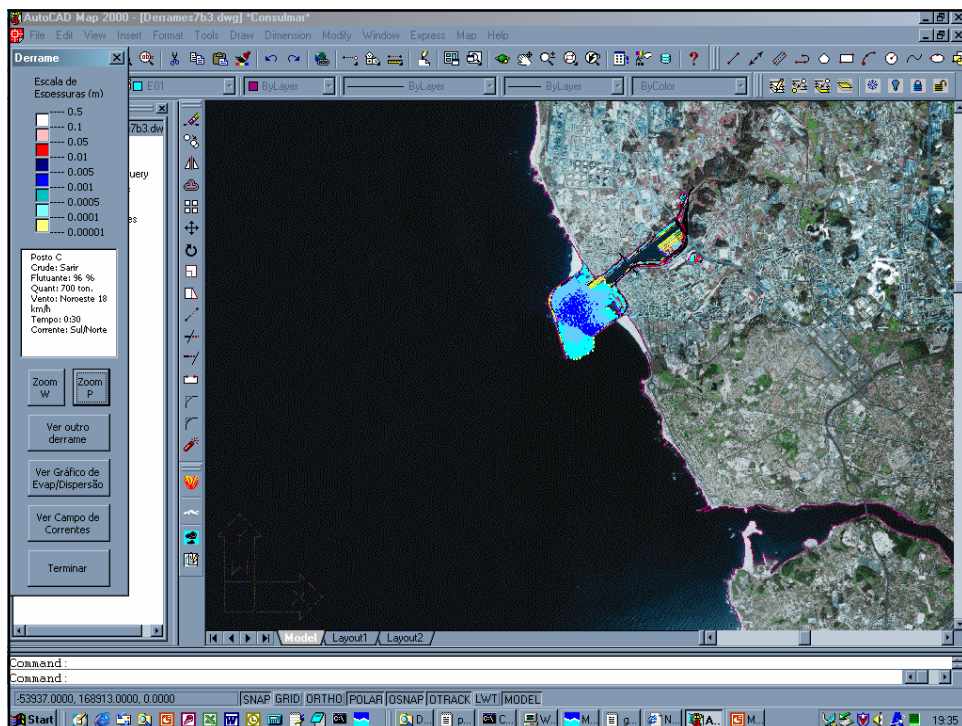 AutoCAD Map 2000 - [Derrames7b3.dwg] *Consulmar*
File Edit View Insert Format Tools Draw Dimension Modify Window Express Map Help
Derrame
E01
ByLayer
ByLayer
ByLayer
ByColor
Escala de
Espessuras (m)
---- 0.5
---- 0.1
---- 0.05
---- 0.01
---- 0.005
---- 0.001
---- 0.0005
---- 0.0001
---- 0.00001
s7b3.dw
uery
es
Posto C
Crude: Sarir
Flutuante: 96 %
Quant: 700 ton.
Vento: Noroeste 18
km/h
Tempo: 0:30
Corrente: Sul/Norte
Zoom
W
Zoom
P
Ver outro
derrame
Ver Gráfico de
Evap/Dispersão
Ver Campo de
Correntes
Terminar
Model Layout1 Layout2
Command:
Command:
-53937.0000, 168913.0000, 0.0000
SNAP GRID ORTHO POLAR OSNAP OTRACK LWT MODEL
Start
D...
p...
C...
W...
M...
g...
N...
A...
M...
19:35